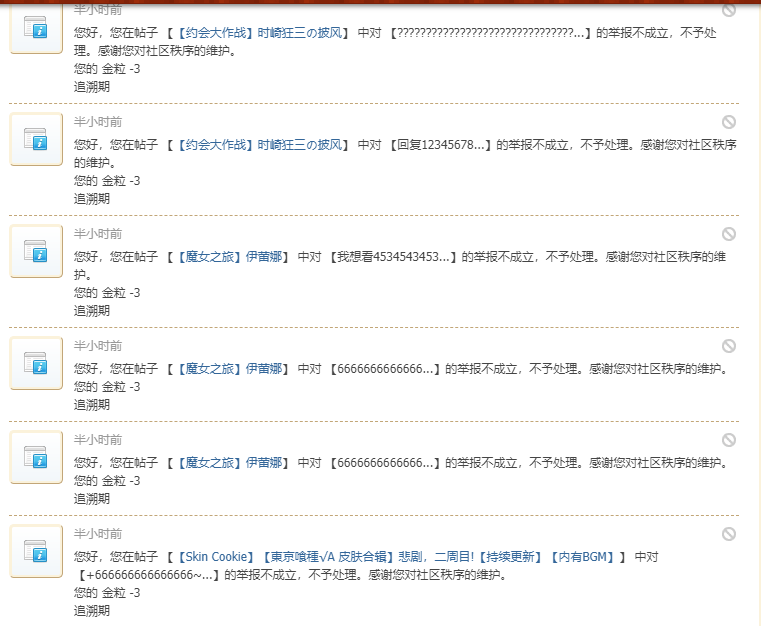 半小时前
您好，您在帖子 【【约会大作战】时崎狂三の披风】 中对 【???????????????????????????????...】的举报不成立，不予处
理。感谢您对社区秩序的维护。
您的 金粒 -3
追溯期
半小时前
您好，您在帖子 【【约会大作战】时崎狂三の披风】 中对 【回复12345678...】的举报不成立，不予处理。感谢您对社区秩序
的维护。
您的 金粒 -3
追溯期
半小时前
您好，您在帖子 【【魔女之旅】伊蕾娜】 中对 【我想看4534543453...】的举报不成立，不予处理。感谢您对社区秩序的维
护。
您的 金粒 -3
追溯期
半小时前
您好，您在帖子 【【魔女之旅】伊蕾娜】 中对 【6666666666666...】的举报不成立，不予处理。感谢您对社区秩序的维护。
您的 金粒 -3
追溯期
半小时前
您好，您在帖子 【【魔女之旅】伊蕾娜】 中对 【6666666666666...】的举报不成立，不予处理。感谢您对社区秩序的维护。
您的 金粒 -3
追溯期
半小时前
您好，您在帖子 【【Skin Cookie】【東京喰種√A 皮肤合辑】悲剧，二周目!【持续更新】【内有BGM】】 中对
【+666666666666666~...】的举报不成立，不予处理。感谢您对社区秩序的维护。
您的 金粒 -3
追溯期